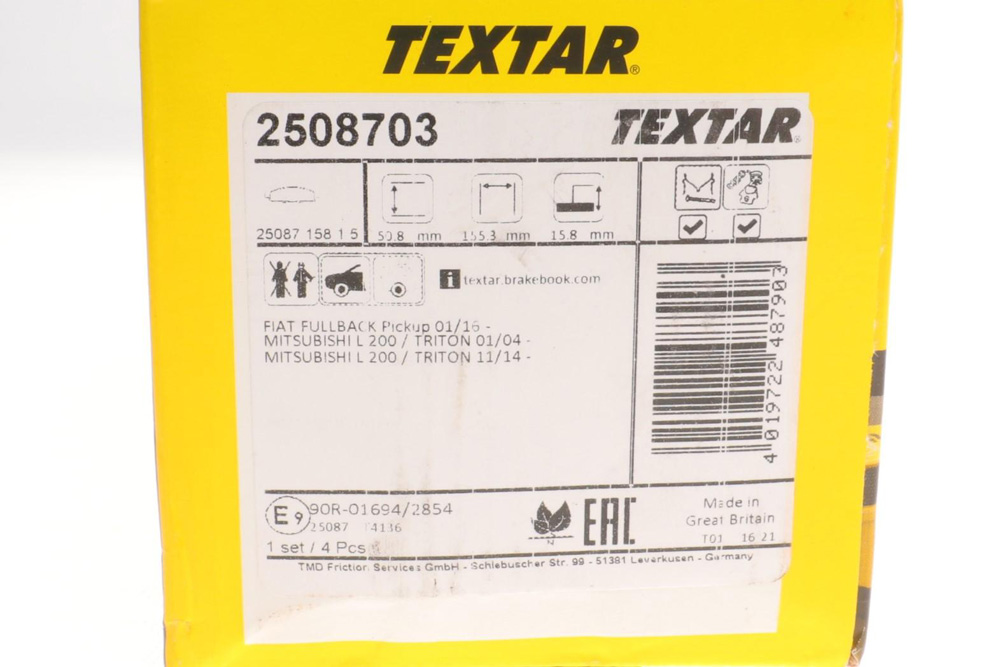 TEXTAR®
2508703
TEXTAR®
25087 158 1 5
50.8 mm
155.3 mm
15.8 mm
i textar.brakebook.com
FIAT FULLBACK Pickup 01/16 -
MITSUBISHI L 200 / TRITON 01/04 -
MITSUBISHI L 200 / TRITON 11/14 -
4 019722 487903
E9 90R-01694/2854
25087 T4136
1 set / 4 Pcs
N
EAC
Made in
Great Britain
T01 16 21
TMD Friction Services GmbH - Schlebuscher Str. 99 - 51381 Leverkusen - Germany